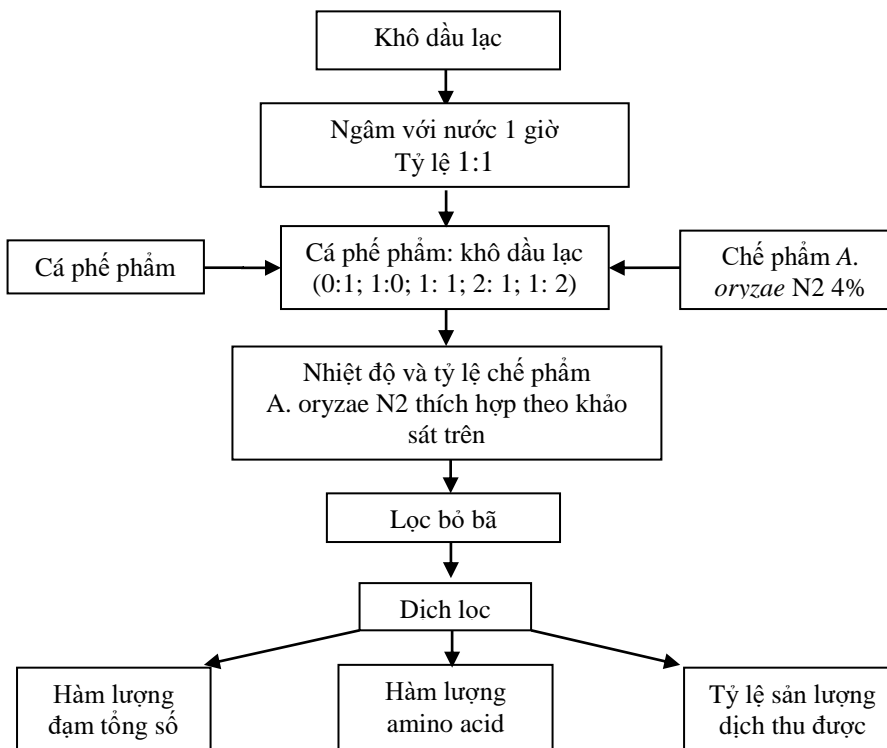 Khô dầu lạc
Ngâm với nước 1 giờ
Tỷ lệ 1:1
Cá phế phẩm
Cá phế phẩm: khô dầu lạc
(0:1; 1:0; 1: 1; 2: 1; 1: 2)
Chế phẩm A.
oryzae N2 4%
Nhiệt độ và tỷ lệ chế phẩm
A. oryzae N2 thích hợp theo khảo
sát trên
Lọc bỏ bã
Dich loc
Hàm lượng
đạm tổng số
Hàm lượng
amino acid
Tỷ lệ sản lượng
dịch thu được